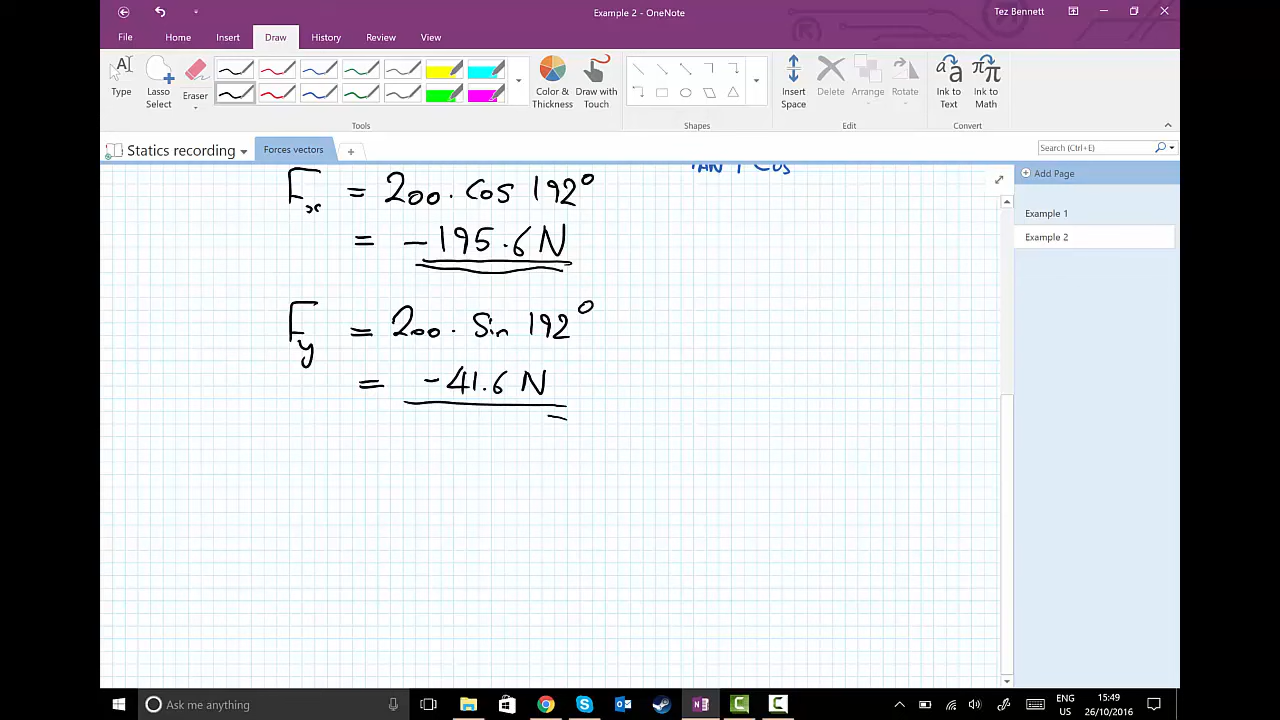 Example 2 - OneNote
Tez Bennett
File Home Insert Draw History Review View
Type
Lasso Select
Eraser
Color & Thickness
Draw with Touch
Insert Space
Delete
Arrange
Rotate
Ink to Text
Ink to Math
Tools
Shapes
Edit
Convert
Statics recording
Forces vectors
Search (Ctrl+E)
Add Page
Example 1
Example 2
Fx = 200 . Cos 192°
= -195.6 N
Fy = 200 . Sin 192°
= -41.6 N
Ask me anything
ENG
US
15:49
26/10/2016